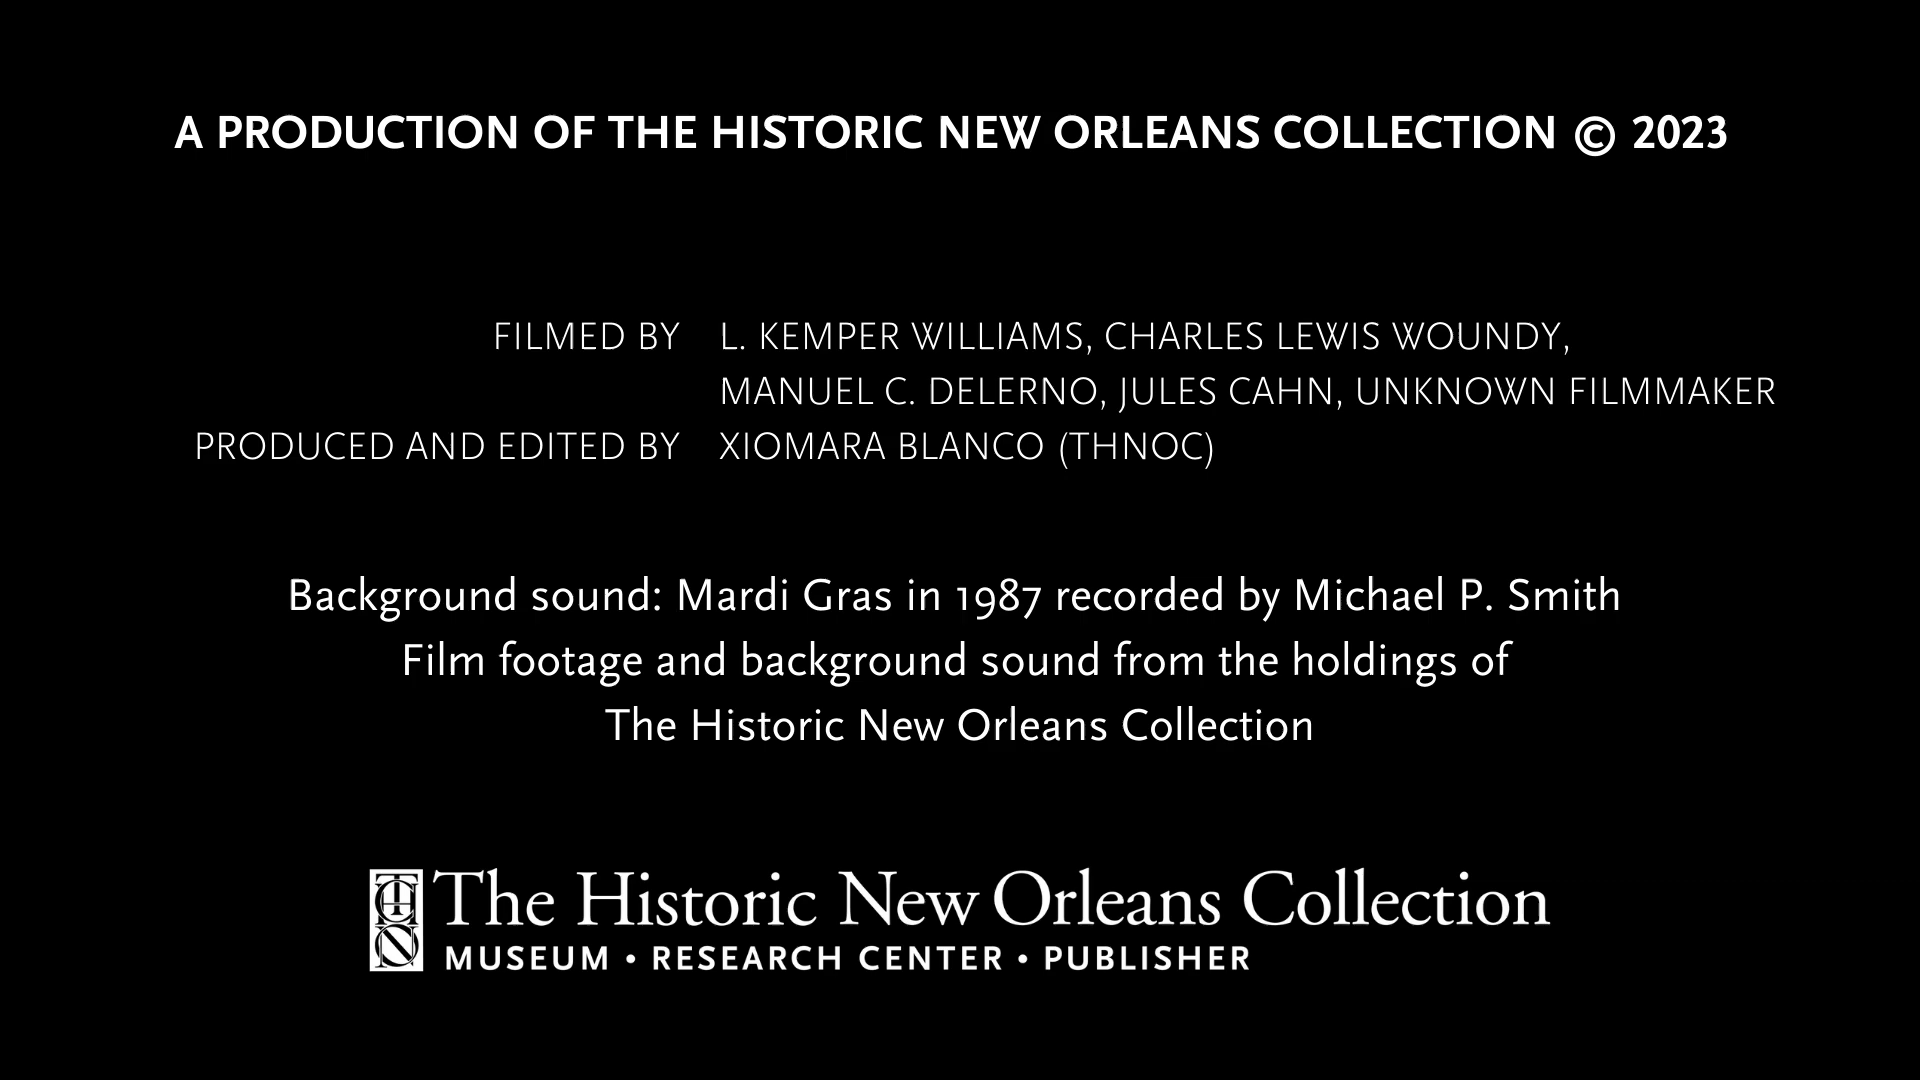 A PRODUCTION OF THE HISTORIC NEW ORLEANS COLLECTION © 2023
FILMED BY L. KEMPER WILLIAMS, CHARLES LEWIS WOUNDY,
MANUEL C. DELERNO, JULES CAHN, UNKNOWN FILMMAKER
PRODUCED AND EDITED BY XIOMARA BLANCO (THNOC)
Background sound: Mardi Gras in 1987 recorded by Michael P. Smith
Film footage and background sound from the holdings of
The Historic New Orleans Collection
The Historic New Orleans Collection
MUSEUM • RESEARCH CENTER • PUBLISHER